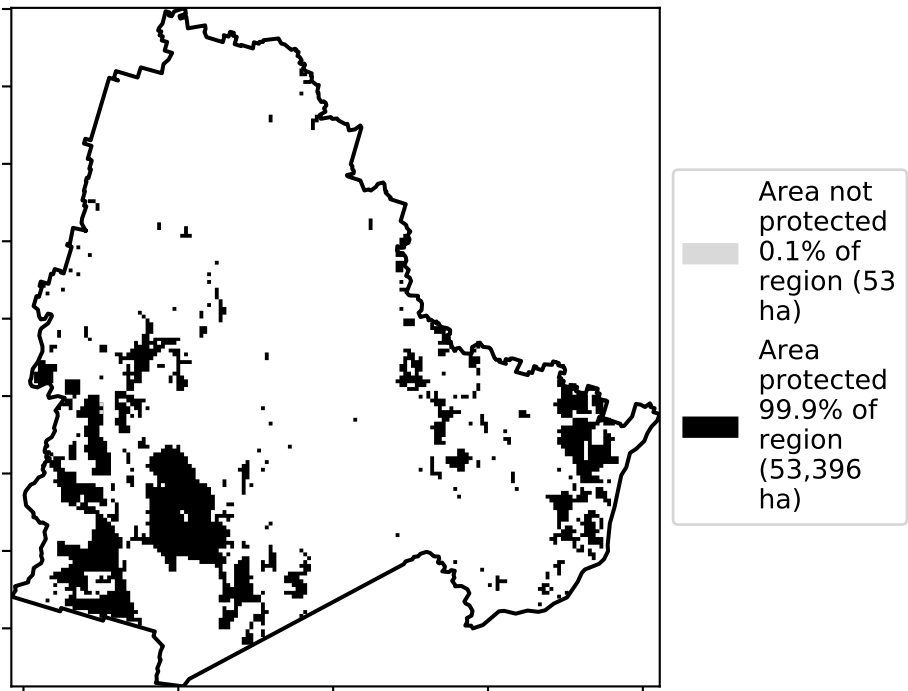 Area not
protected
0.1% of
region (53
ha)
Area
protected
99.9% of
region
(53,396
ha)